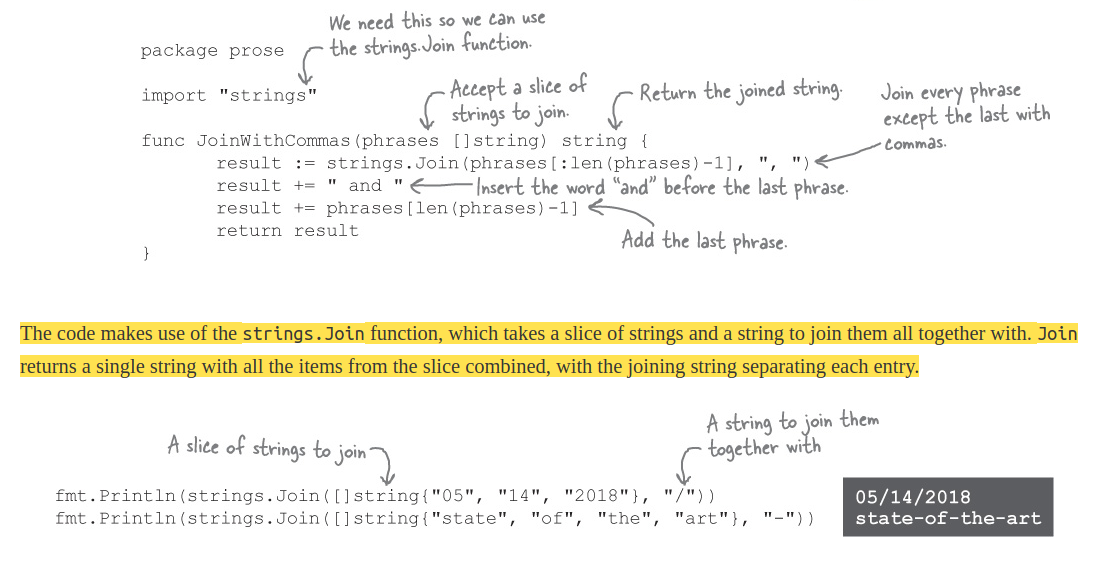 We need this so we can use
the strings.Join function.
package prose
import "strings"
Accept a slice of
strings to join.
Return the joined string.
Join every phrase
except the last with
commas.
func JoinWithCommas(phrases []string) string {
result := strings.Join(phrases[:len(phrases)-1], ", ")
result += " and "
Insert the word “and” before the last phrase.
result += phrases[len(phrases)-1]
return result
Add the last phrase.
}
The code makes use of the strings.Join function, which takes a slice of strings and a string to join them all together with. Join
returns a single string with all the items from the slice combined, with the joining string separating each entry.
A slice of strings to join
A string to join them
together with
fmt.Println(strings.Join([]string{"05", "14", "2018"}, "/"))
fmt.Println(strings.Join([]string{"state", "of", "the", "art"}, "-"))
05/14/2018
state-of-the-art